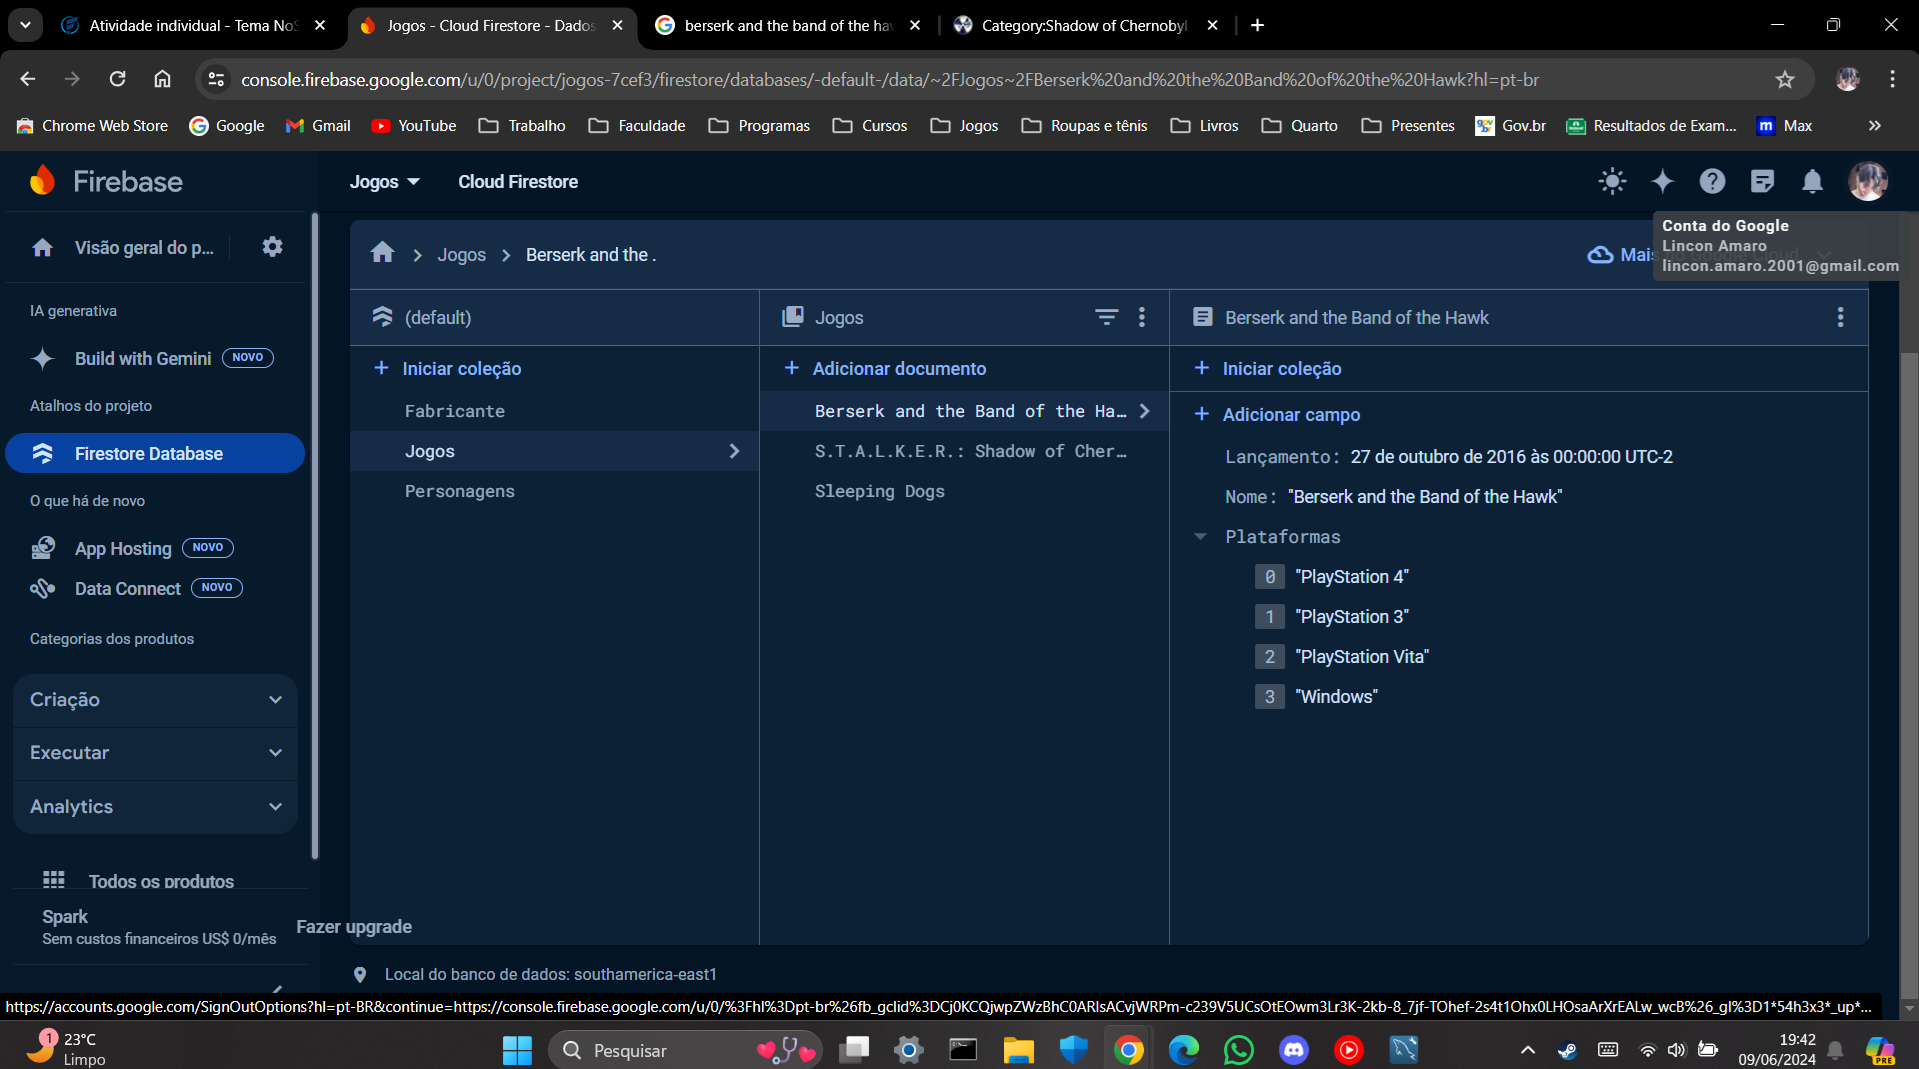 Atividade individual - Tema No
Jogos - Cloud Firestore - Dados
berserk and the band of the ha
Category:Shadow of Chernobyl
console.firebase.google.com/u/0/project/jogos-7cef3/firestore/databases/-default-/data/~2FJogos~2FBerserk%20and%20the%20Band%20of%20the%20Hawk?hl=pt-br
Chrome Web Store
Google
Gmail
YouTube
Trabalho
Faculdade
Programas
Cursos
Jogos
Roupas e tênis
Livros
Quarto
Presentes
Gov.br
Resultados de Exam...
m Max
»
Firebase
Jogos
Cloud Firestore
Conta do Google
Lincon Amaro
lincon.amaro.2001@gmail.com
Visão geral do p...
Jogos
Berserk and the .
Mais
IA generativa
Build with Gemini NOVO
Atalhos do projeto
Firestore Database
O que há de novo
App Hosting NOVO
Data Connect NOVO
Categorias dos produtos
Criação
Executar
Analytics
Todos os produtos
Spark
Sem custos financeiros US$ 0/mês
Fazer upgrade
(default)
+ Iniciar coleção
Fabricante
Jogos
Personagens
Jogos
+ Adicionar documento
Berserk and the Band of the Ha...
S.T.A.L.K.E.R.: Shadow of Cher...
Sleeping Dogs
Berserk and the Band of the Hawk
+ Iniciar coleção
+ Adicionar campo
Lançamento: 27 de outubro de 2016 às 00:00:00 UTC-2
Nome: "Berserk and the Band of the Hawk"
Plataformas
0 "PlayStation 4"
1 "PlayStation 3"
2 "PlayStation Vita"
3 "Windows"
Local do banco de dados: southamerica-east1
https://accounts.google.com/SignOutOptions?hl=pt-BR&continue=https://console.firebase.google.com/u/0/%3Fhl%3Dpt-br%26fb_gclid%3DCj0KCQjwpZWzBhC0ARIsACvjWRPm-c239V5UCsOtEOwm3Lr3K-2kb-8_7jf-TOhef-2s4t1Ohx0LHOsaArXrEALw_wcB%26_gl%3D1*54h3x3*_up*...
1
23°C
Limpo
Pesquisar
19:42
09/06/2024
PRE